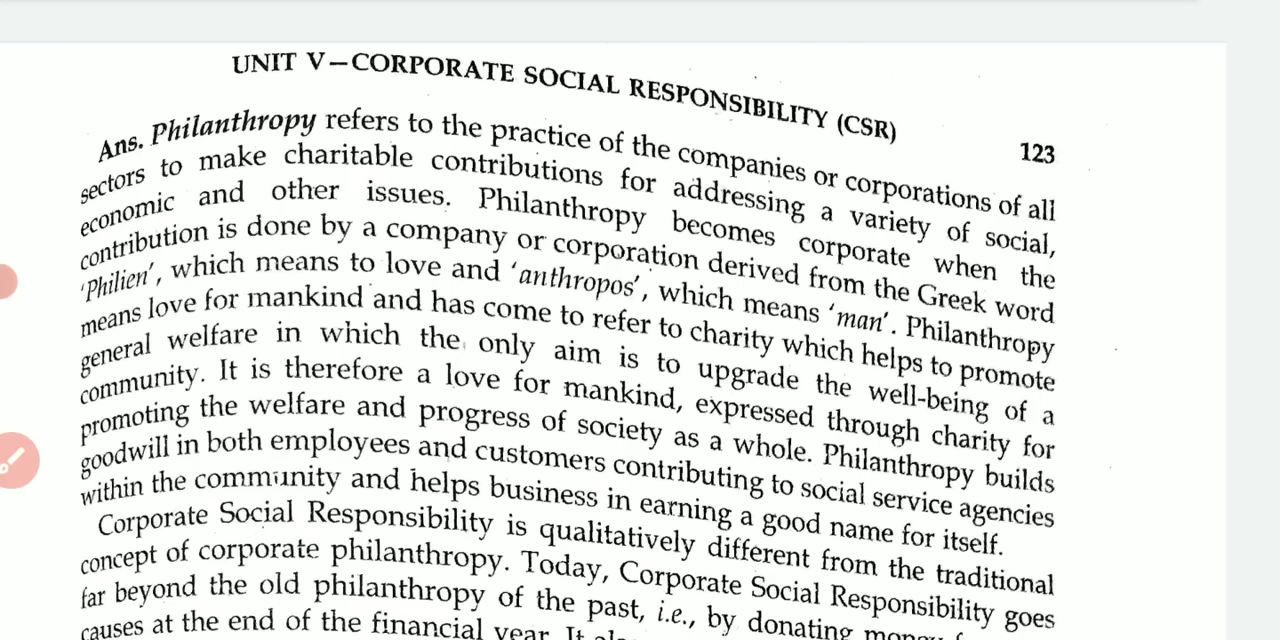 UNIT V—CORPORATE SOCIAL RESPONSIBILITY (CSR)
123
Ans. Philanthropy refers to the practice of the companies or corporations of all
sectors to make charitable contributions for addressing a variety of social,
economic and other issues. Philanthropy becomes corporate when the
contribution is done by a company or corporation derived from the Greek word
'Philien', which means to love and 'anthropos', which means 'man'. Philanthropy
means love for mankind and has come to refer to charity which helps to promote
general welfare in which the only aim is to upgrade the well-being of a
community. It is therefore a love for mankind, expressed through charity for
promoting the welfare and progress of society as a whole. Philanthropy builds
goodwill in both employees and customers contributing to social service agencies
within the community and helps business in earning a good name for itself.
Corporate Social Responsibility is qualitatively different from the traditional
concept of corporate philanthropy. Today, Corporate Social Responsibility goes
far beyond the old philanthropy of the past, i.e., by donating money
causes at the end of the financial year. It